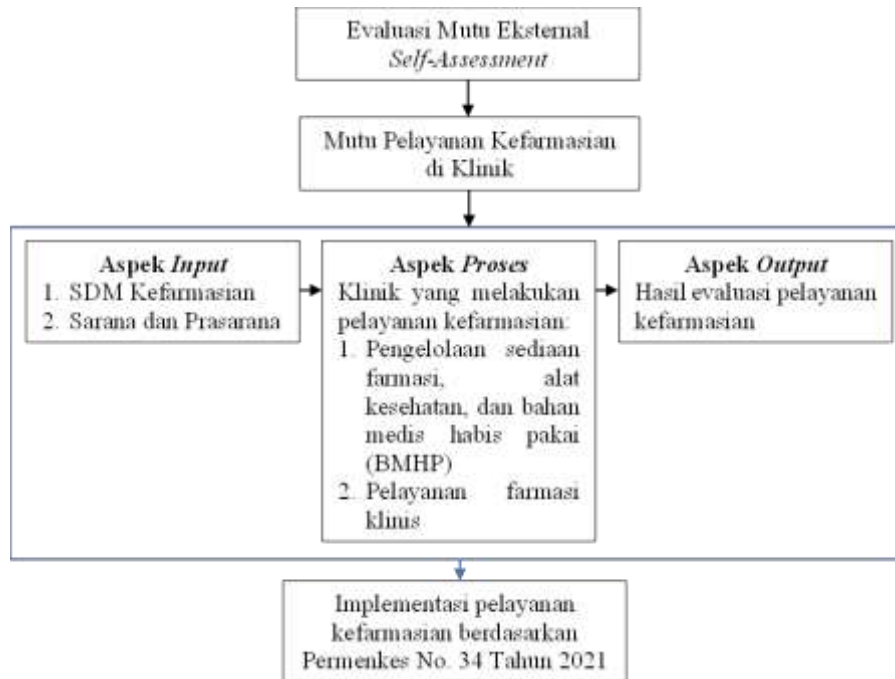 Evaluasi Mutu Eksternal
Self-Assessment
Mutu Pelayanan Kefarmasian
di Klinik
Aspek Input
1. SDM Kefarmasian
2. Sarana dan Prasarana
Aspek Proses
Klinik yang melakukan
pelayanan kefarmasian:
1. Pengelolaan sediaan
farmasi, alat
kesehatan, dan bahan
medis habis pakai
(BMHP)
2. Pelayanan farmasi
klinis
Aspek Output
Hasil evaluasi pelayanan
kefarmasian
Implementasi pelayanan
kefarmasian berdasarkan
Permenkes No. 34 Tahun 2021